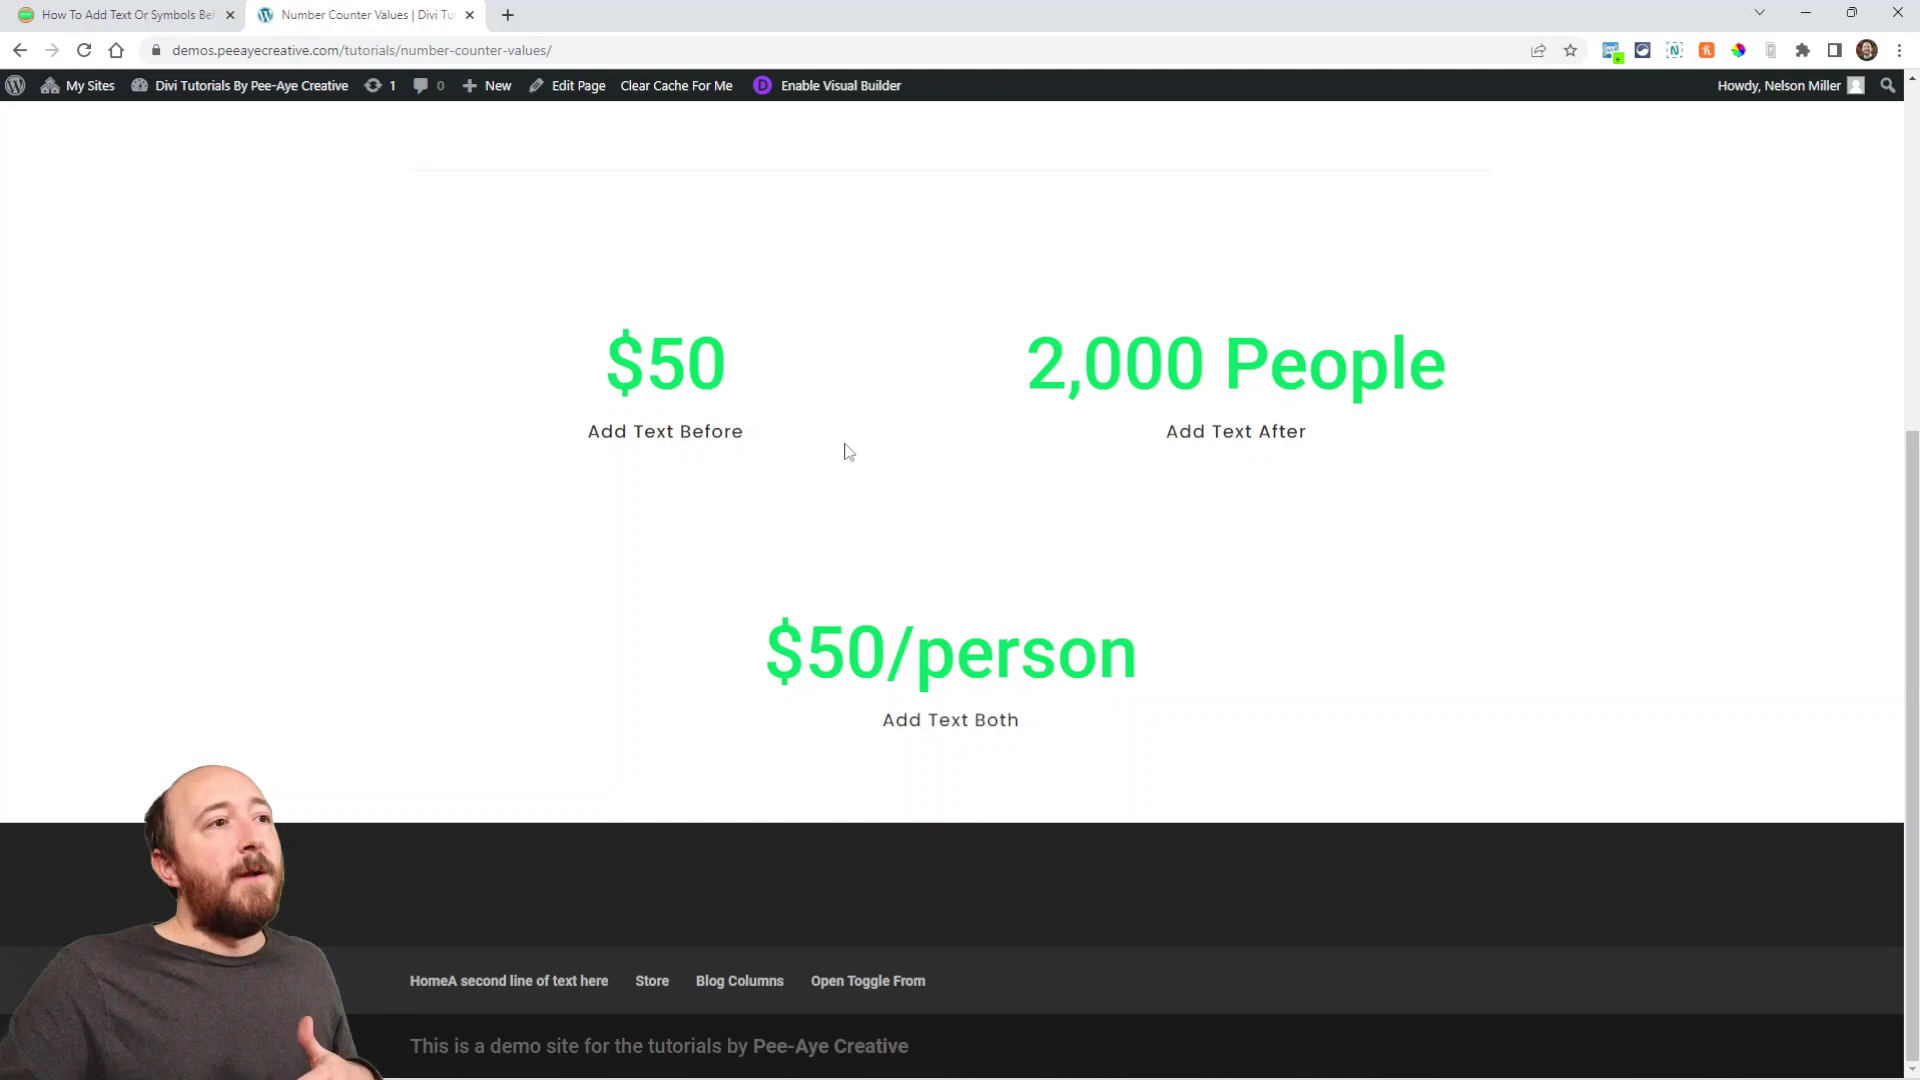 How To Add Text Or Symbols Bef
Number Counter Values | Divi Tut
demos.peeayecreative.com/tutorials/number-counter-values/
My Sites Divi Tutorials By Pee-Aye Creative 1 0 New Edit Page Clear Cache For Me Enable Visual Builder Howdy, Nelson Miller
$50
2,000 People
Add Text Before
Add Text After
$50/person
Add Text Both
HomeA second line of text here Store Blog Columns Open Toggle From
This is a demo site for the tutorials by Pee-Aye Creative